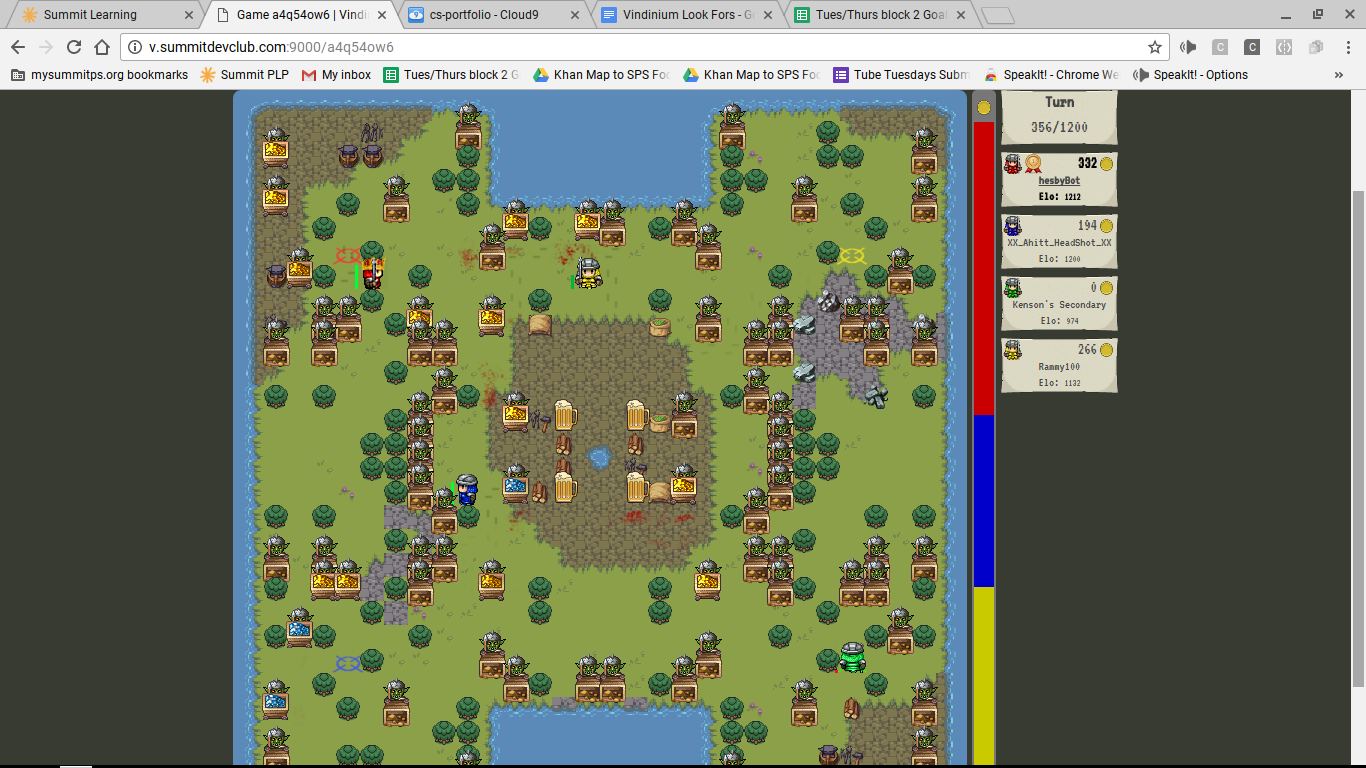 Summit Learning
Game a4q54ow6 | Vindi
cs-portfolio - Cloud9
Vindinium Look Fors - G
Tues/Thurs block 2 Goal
v.summitdevclub.com:9000/a4q54ow6
mysummitps.org bookmarks
Summit PLP
My inbox
Tues/Thurs block 2 G
Khan Map to SPS Foc
Khan Map to SPS Foc
Tube Tuesdays Subm
SpeakIt! - Chrome We
SpeakIt! - Options
»
Turn
356/1200
332
hesbyBot
Elo: 1212
194
XX_Ahitt_HeadShot_XX
Elo: 1200
0
Kenson's Secondary
Elo: 974
266
Rammy100
Elo: 1132